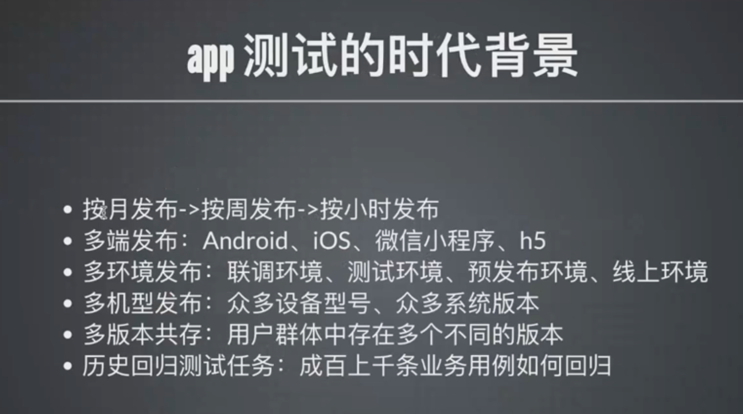 app 测试的时代背景
• 按月发布->按周发布->按小时发布
• 多端发布：Android、iOS、微信小程序、h5
• 多环境发布：联调环境、测试环境、预发布环境、线上环境
• 多机型发布：众多设备型号、众多系统版本
• 多版本共存：用户群体中存在多个不同的版本
• 历史回归测试任务：成百上千条业务用例如何回归